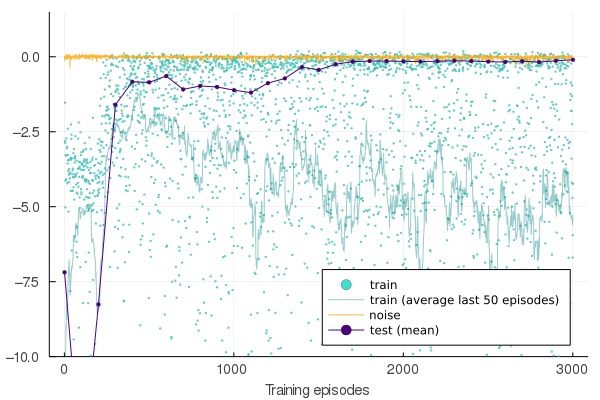 0.0
−2.5
−5.0
−7.5
−10.0
train
train (average last 50 episodes)
noise
test (mean)
0 1000 2000 3000
Training episodes